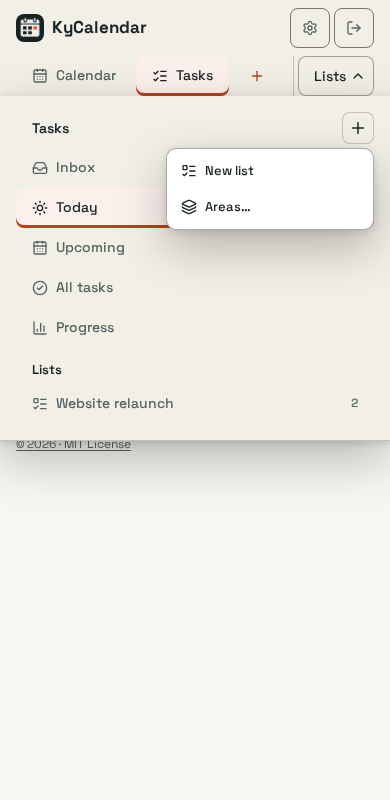 KyCalendar
Calendar
Tasks
Lists
Tasks
Inbox
New list
Areas…
Today
Upcoming
All tasks
Progress
Lists
Website relaunch 2
© 2026 · MIT License